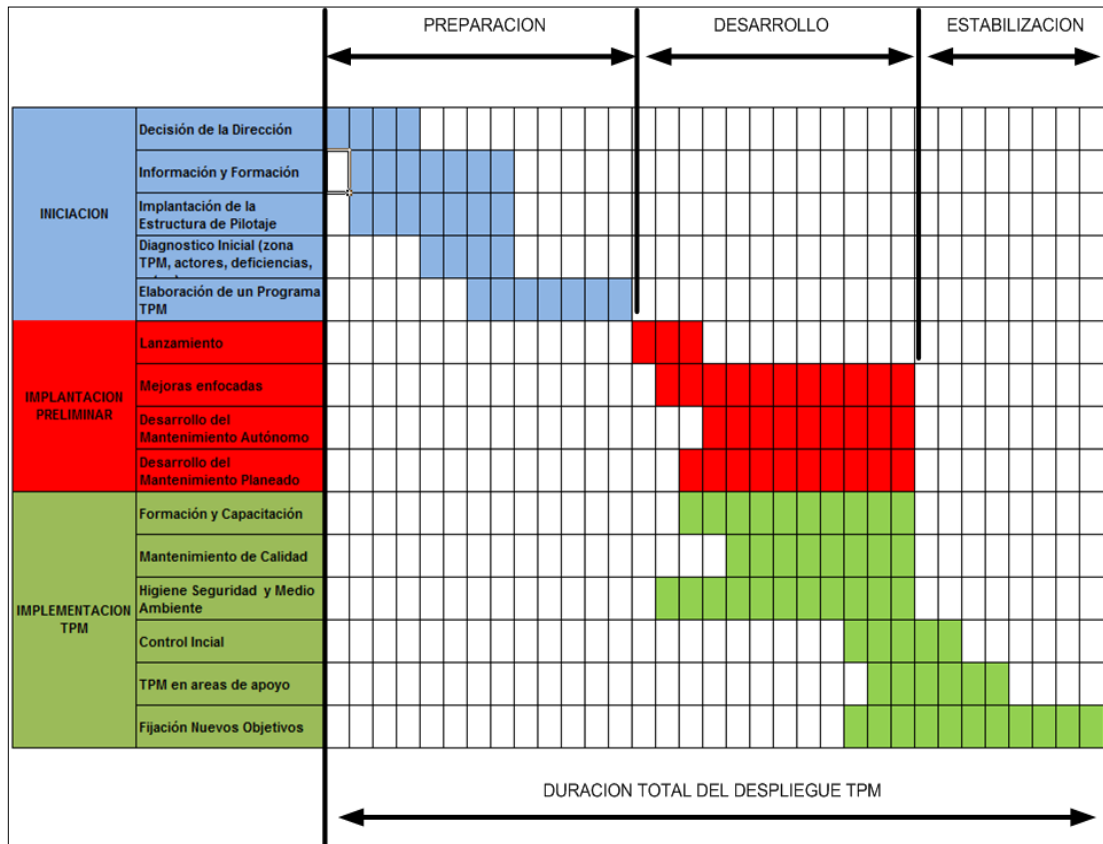 PREPARACION
DESARROLLO
ESTABILIZACION
INICIACION
Decisión de la Dirección
Información y Formación
Implantación de la
Estructura de Pilotaje
Diagnostico Inicial (zona
TPM, actores, deficiencias,
Elaboración de un Programa
TPM
IMPLANTACION
PRELIMINAR
Lanzamiento
Mejoras enfocadas
Desarrollo del
Mantenimiento Autónomo
Desarrollo del
Mantenimiento Planeado
IMPLEMENTACION
TPM
Formación y Capacitación
Mantenimiento de Calidad
Higiene Seguridad y Medio
Ambiente
Control Incial
TPM en areas de apoyo
Fijación Nuevos Objetivos
DURACION TOTAL DEL DESPLIEGUE TPM